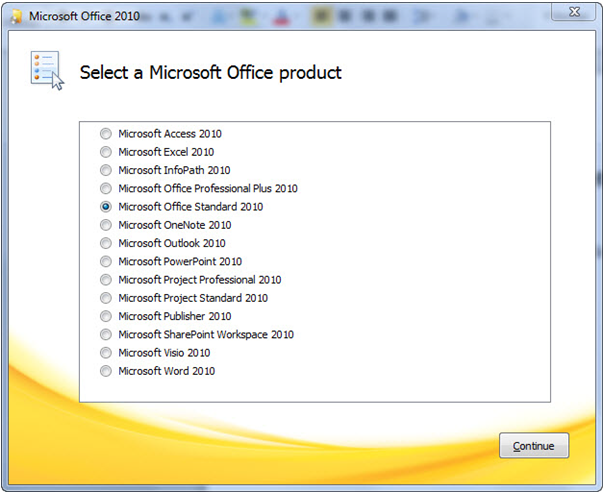 Microsoft Office 2010
Select a Microsoft Office product
Microsoft Access 2010
Microsoft Excel 2010
Microsoft InfoPath 2010
Microsoft Office Professional Plus 2010
Microsoft Office Standard 2010
Microsoft OneNote 2010
Microsoft Outlook 2010
Microsoft PowerPoint 2010
Microsoft Project Professional 2010
Microsoft Project Standard 2010
Microsoft Publisher 2010
Microsoft SharePoint Workspace 2010
Microsoft Visio 2010
Microsoft Word 2010
Continue